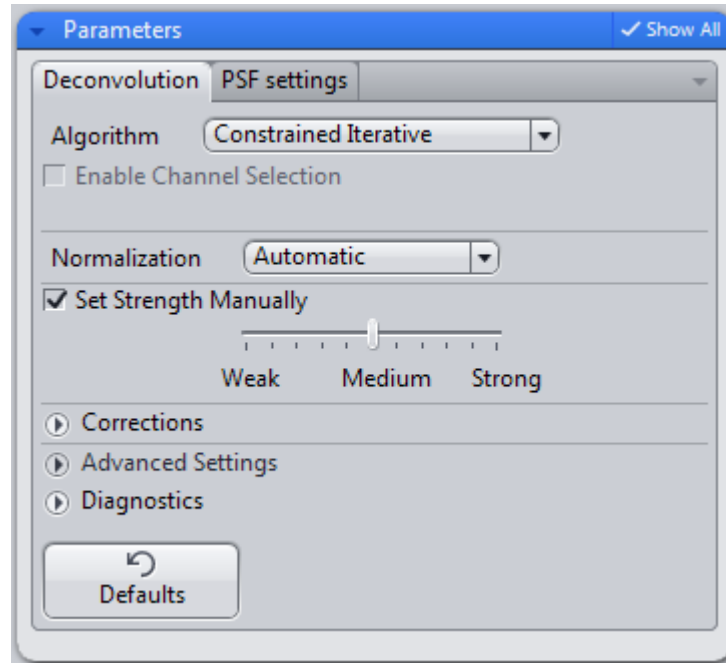 Parameters Show All
Deconvolution PSF settings
Algorithm Constrained Iterative
Enable Channel Selection
Normalization Automatic
Set Strength Manually
Weak Medium Strong
Corrections
Advanced Settings
Diagnostics
Defaults